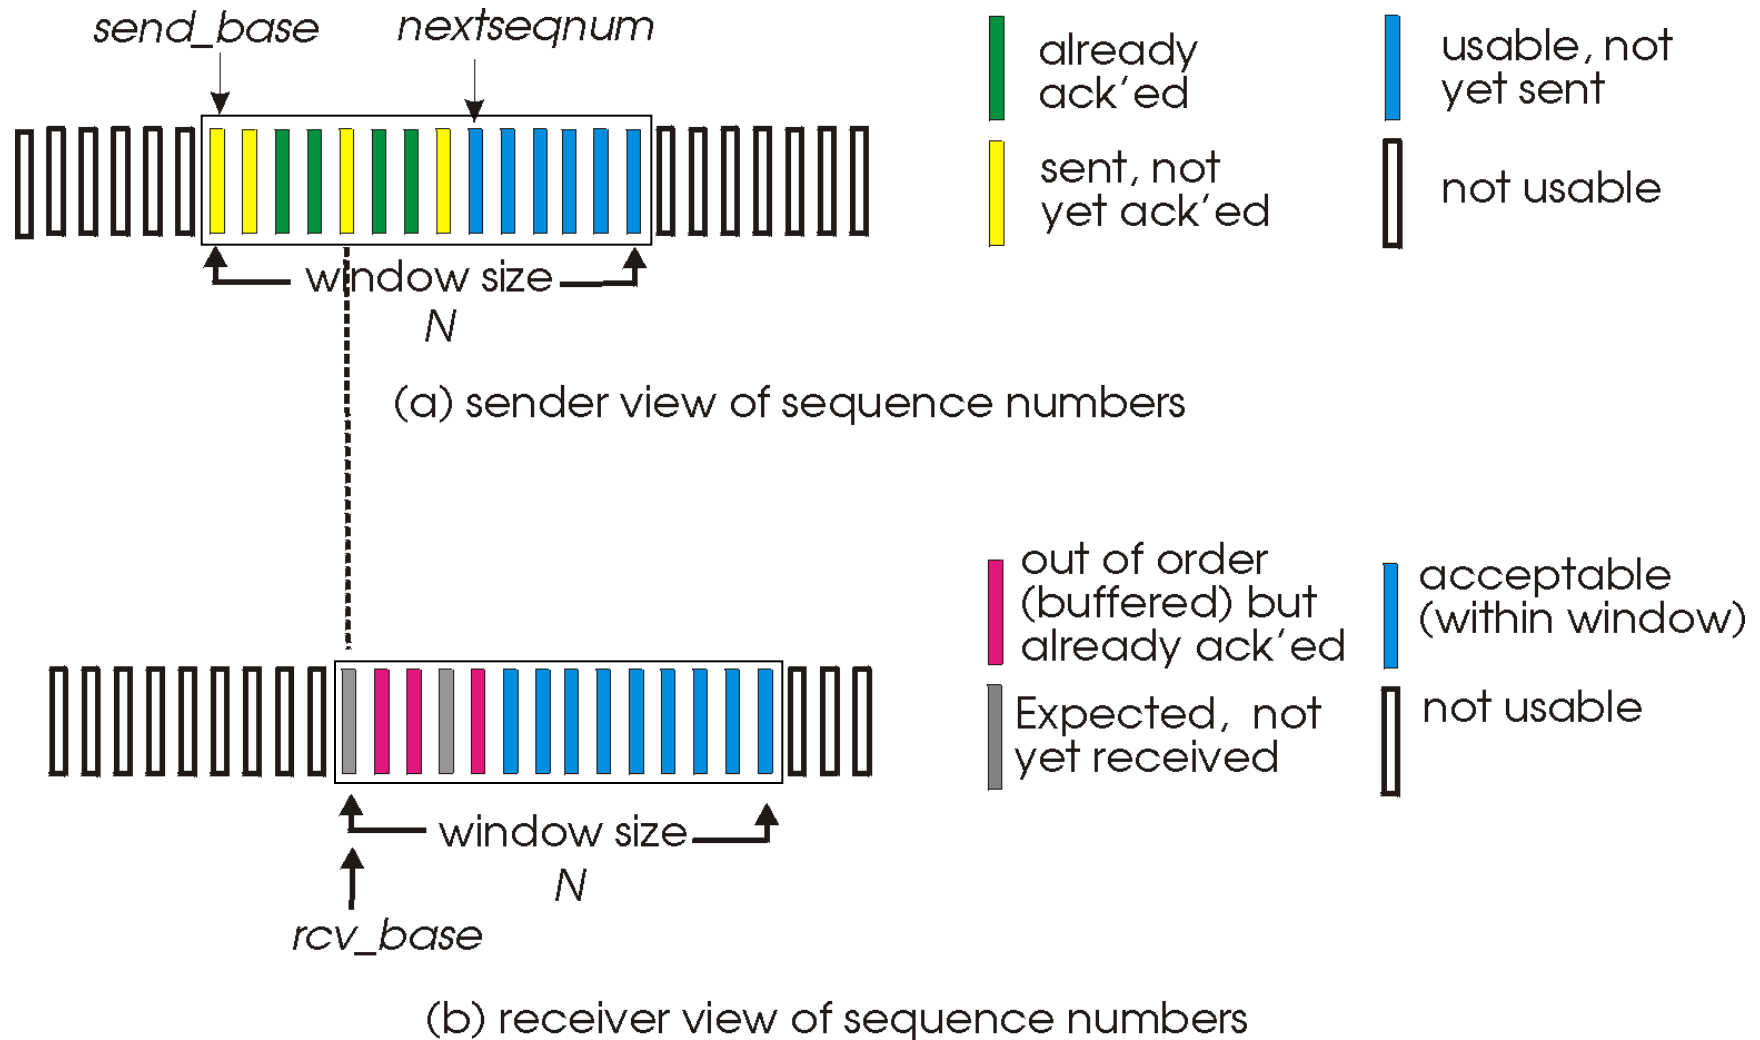 send_base
nextseqnum
already
ack'ed
usable, not
yet sent
sent, not
yet ack'ed
not usable
window size
N
(a) sender view of sequence numbers
out of order
(buffered) but
already ack'ed
acceptable
(within window)
Expected, not
yet received
not usable
window size
N
rcv_base
(b) receiver view of sequence numbers